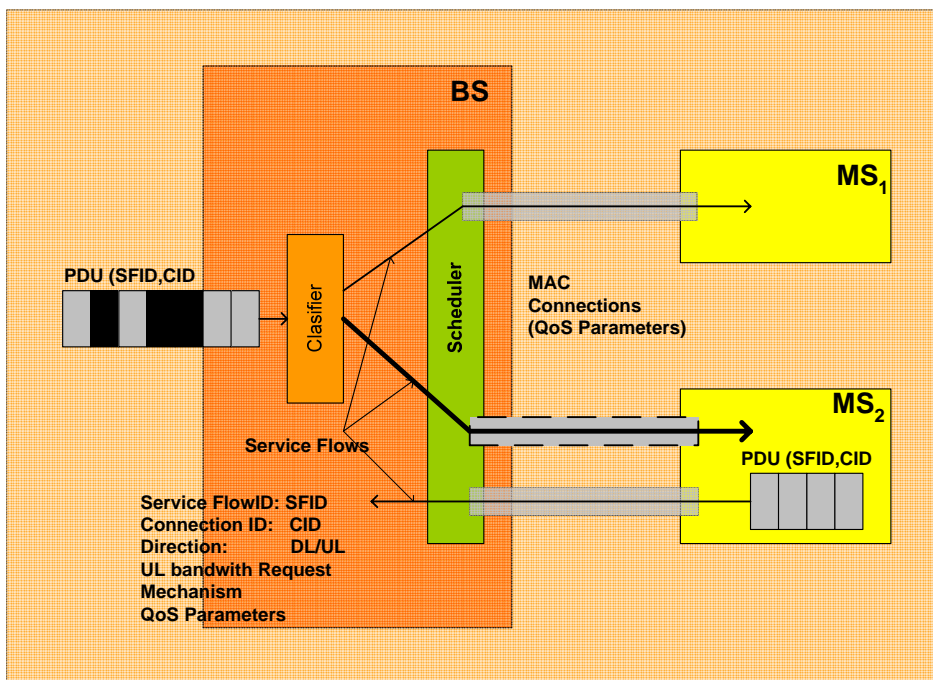 BS
MS1
PDU (SFID,CID
Clasifier
Scheduler
MAC
Connections
(QoS Parameters)
MS2
Service Flows
PDU (SFID,CID
Service FlowID: SFID
Connection ID: CID
Direction: DL/UL
UL bandwith Request
Mechanism
QoS Parameters